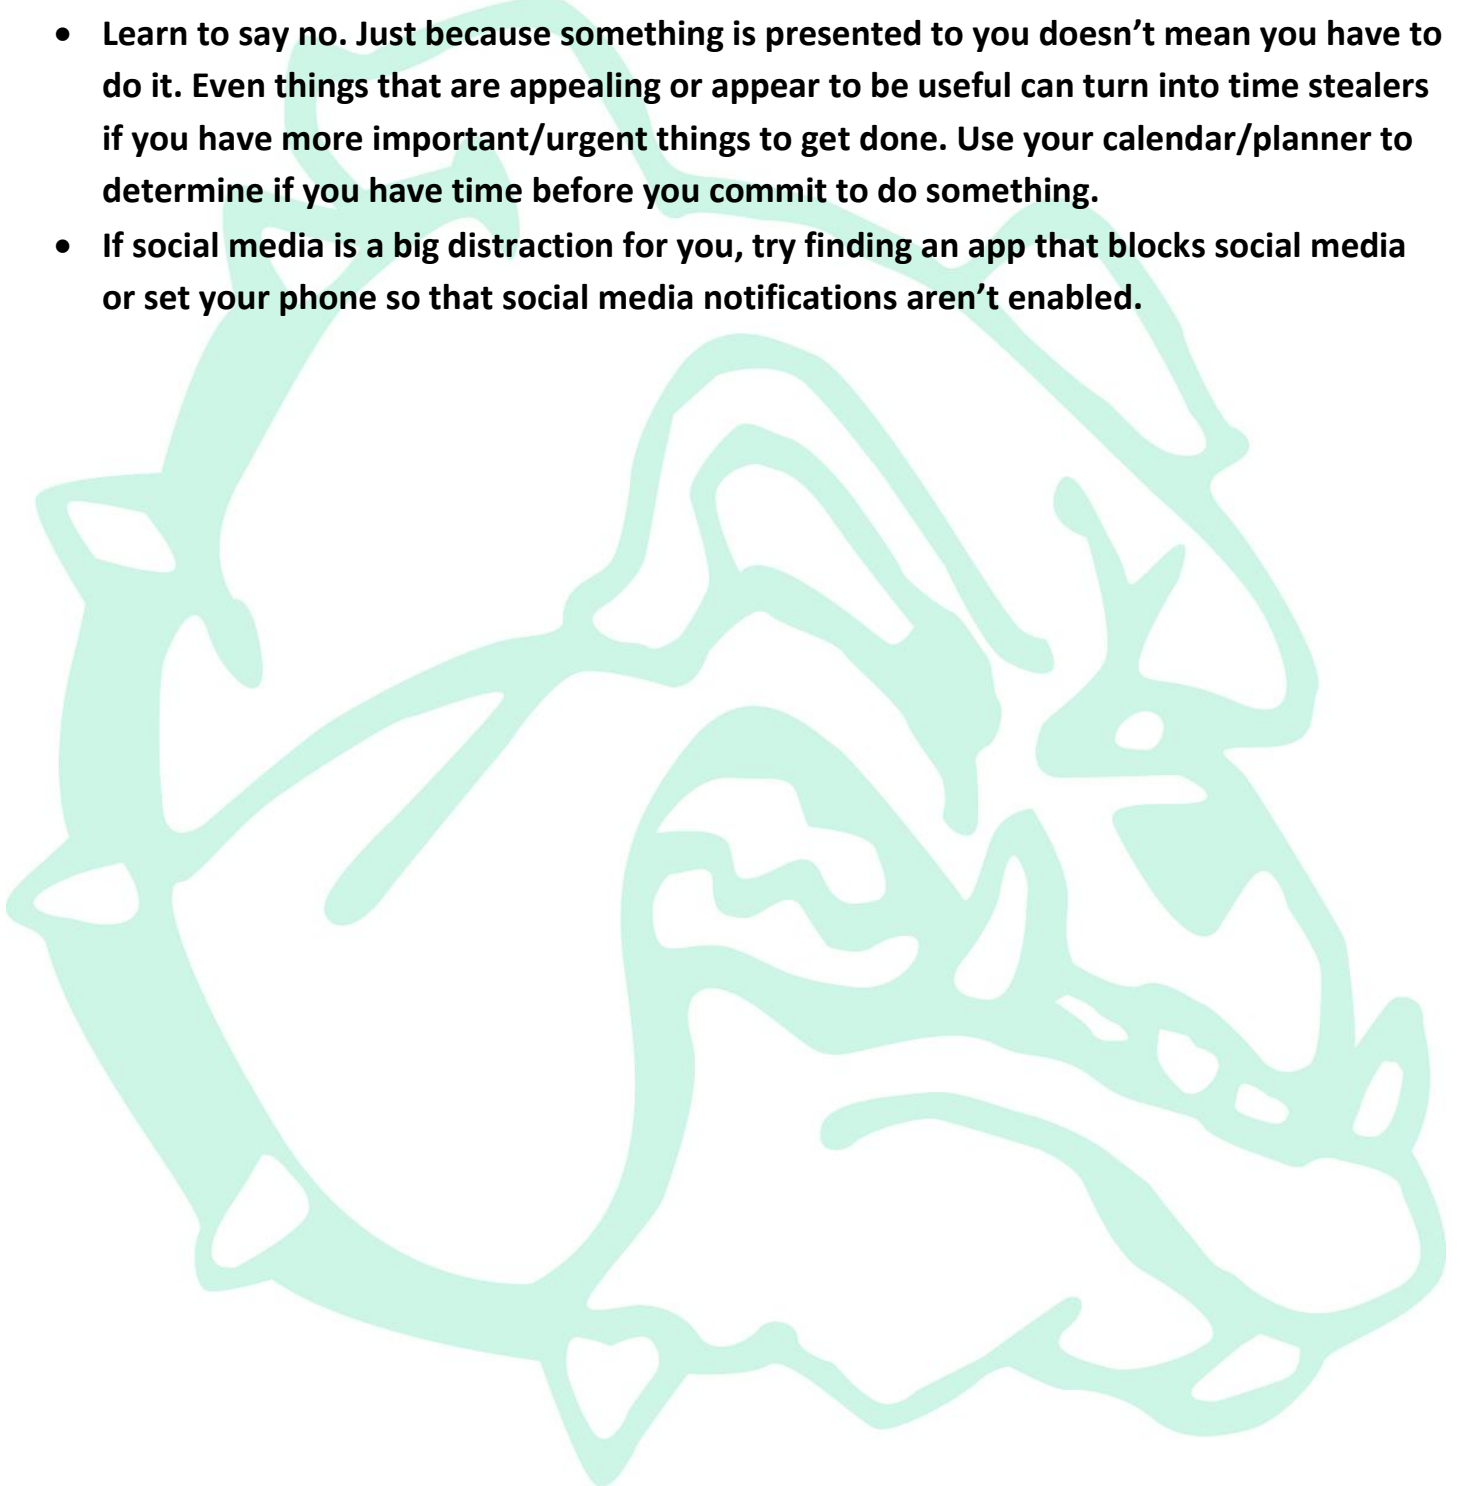 • Learn to say no. Just because something is presented to you doesn’t mean you have to
do it. Even things that are appealing or appear to be useful can turn into time stealers
if you have more important/urgent things to get done. Use your calendar/planner to
determine if you have time before you commit to do something.
• If social media is a big distraction for you, try finding an app that blocks social media
or set your phone so that social media notifications aren’t enabled.